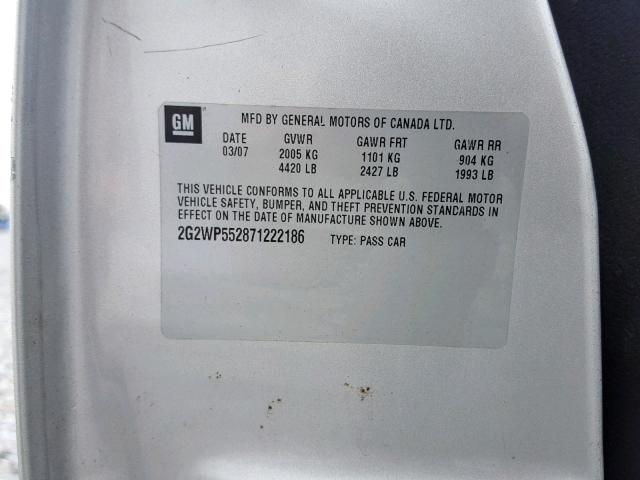 GM
MFD BY GENERAL MOTORS OF CANADA LTD.
DATE GVWR GAWR FRT GAWR RR
03/07 2005 KG 1101 KG 904 KG
4420 LB 2427 LB 1993 LB
THIS VEHICLE CONFORMS TO ALL APPLICABLE U.S. FEDERAL MOTOR
VEHICLE SAFETY, BUMPER, AND THEFT PREVENTION STANDARDS IN
EFFECT ON THE DATE OF MANUFACTURE SHOWN ABOVE.
2G2WP552871222186 TYPE: PASS CAR